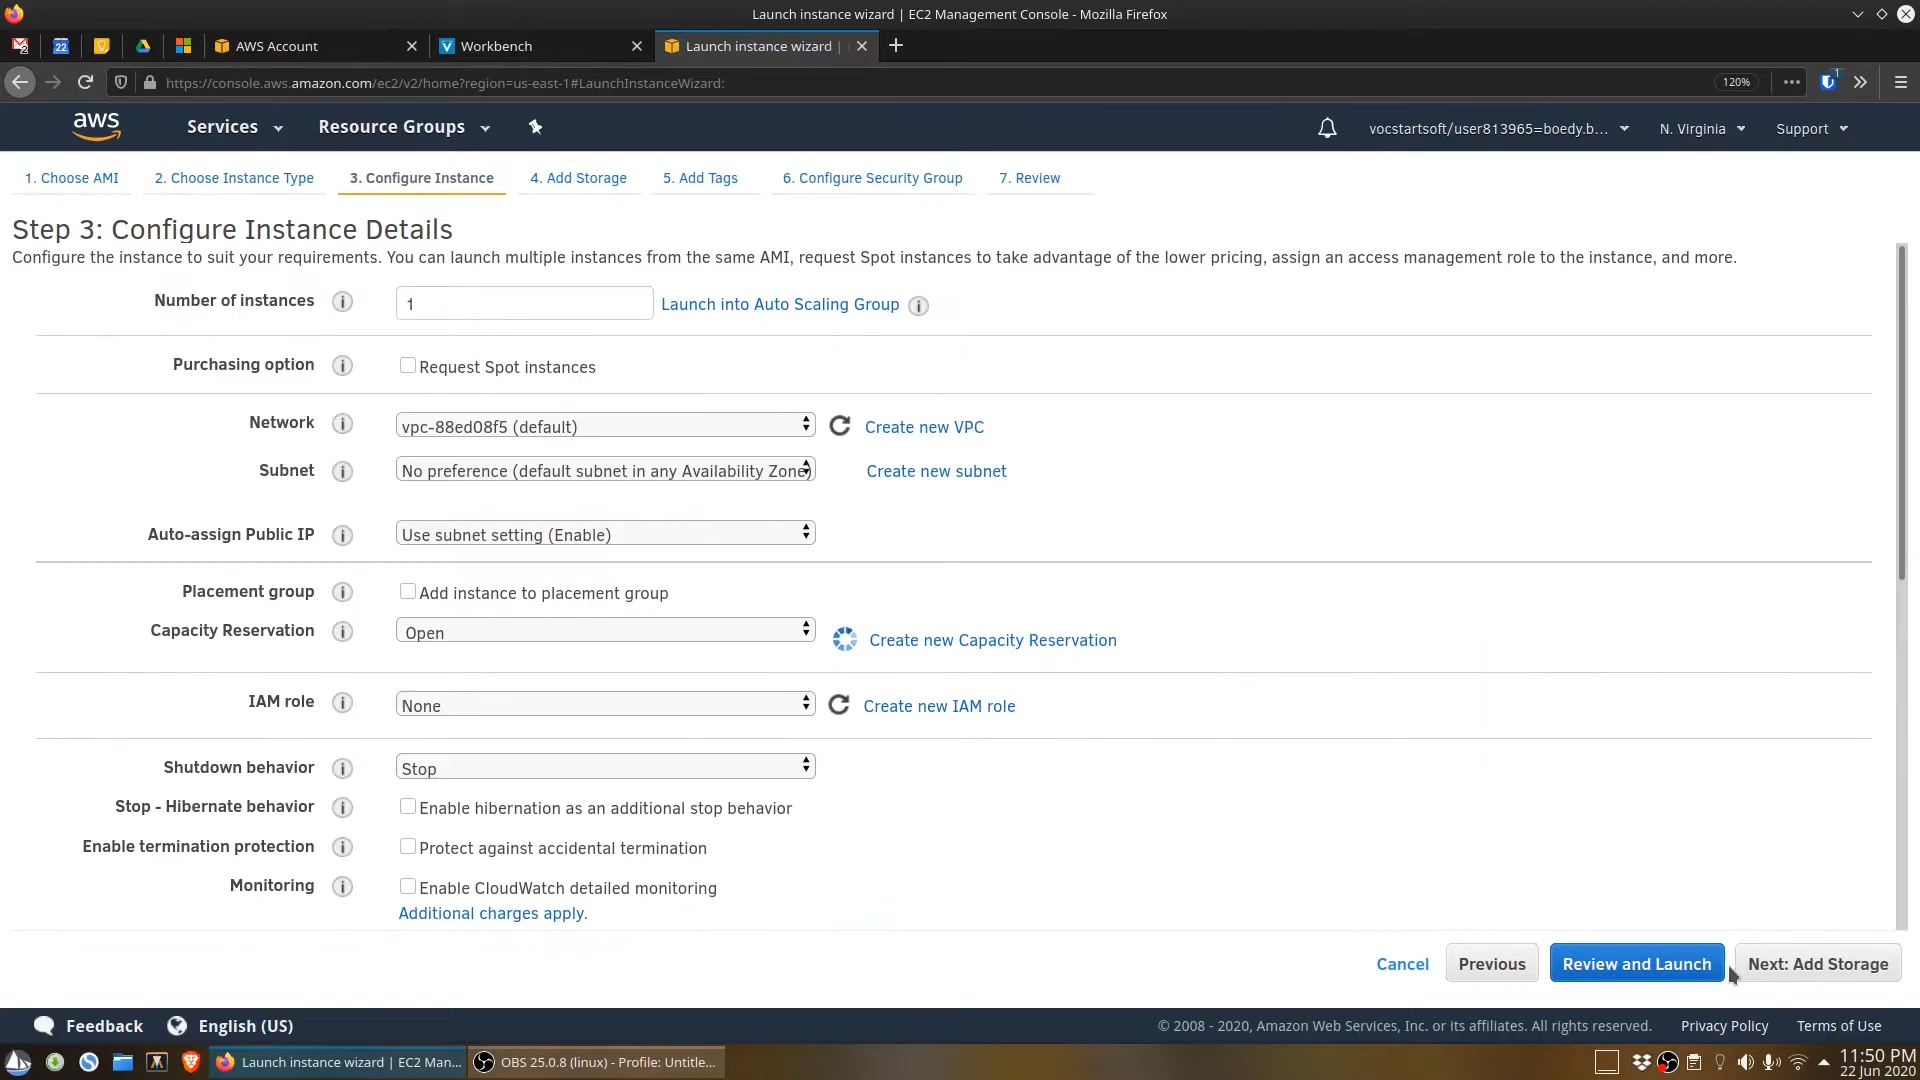 Launch instance wizard | EC2 Management Console - Mozilla Firefox
2
22
AWS Account
Workbench
Launch instance wizard |
https://console.aws.amazon.com/ec2/v2/home?region=us-east-1#LaunchInstanceWizard:
120%
1
aws
Services
Resource Groups
vocstartsoft/user813965=boedy.b...
N. Virginia
Support
1. Choose AMI
2. Choose Instance Type
3. Configure Instance
4. Add Storage
5. Add Tags
6. Configure Security Group
7. Review
Step 3: Configure Instance Details
Configure the instance to suit your requirements. You can launch multiple instances from the same AMI, request Spot instances to take advantage of the lower pricing, assign an access management role to the instance, and more.
Number of instances
1
Launch into Auto Scaling Group
Purchasing option
Request Spot instances
Network
vpc-88ed08f5 (default)
Create new VPC
Subnet
No preference (default subnet in any Availability Zone)
Create new subnet
Auto-assign Public IP
Use subnet setting (Enable)
Placement group
Add instance to placement group
Capacity Reservation
Open
Create new Capacity Reservation
IAM role
None
Create new IAM role
Shutdown behavior
Stop
Stop - Hibernate behavior
Enable hibernation as an additional stop behavior
Enable termination protection
Protect against accidental termination
Monitoring
Enable CloudWatch detailed monitoring
Additional charges apply.
Cancel
Previous
Review and Launch
Next: Add Storage
Feedback
English (US)
© 2008 - 2020, Amazon Web Services, Inc. or its affiliates. All rights reserved.
Privacy Policy
Terms of Use
Launch instance wizard | EC2 Man...
OBS 25.0.8 (linux) - Profile: Untitle...
11:50 PM
22 Jun 2020